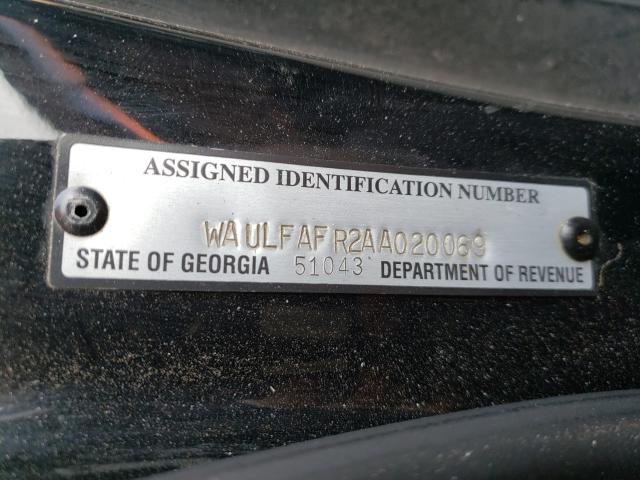 ASSIGNED IDENTIFICATION NUMBER
WAULFAFR2AA020069
STATE OF GEORGIA 51043 DEPARTMENT OF REVENUE